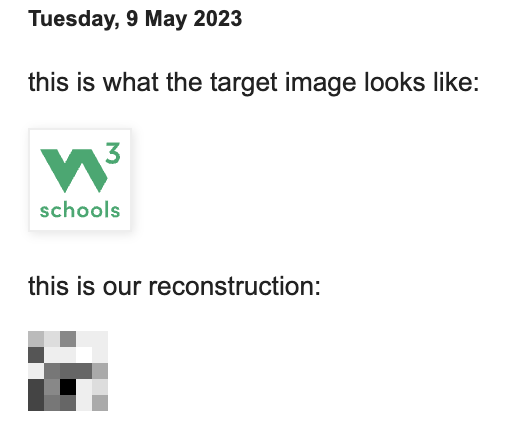 Tuesday, 9 May 2023
this is what the target image looks like:
3
schools
this is our reconstruction: